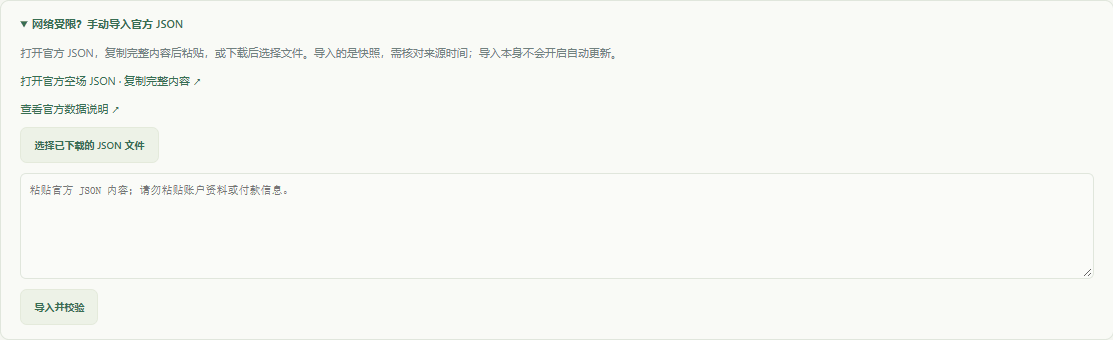 ▼ 网络受限？手动导入官方 JSON
打开官方 JSON，复制完整内容后粘贴，或下载后选择文件。导入的是快照，需核对来源时间；导入本身不会开启自动更新。
打开官方空场 JSON · 复制完整内容 ↗
查看官方数据说明 ↗
选择已下载的 JSON 文件
粘贴官方 JSON 内容；请勿粘贴账户资料或付款信息。
导入并校验